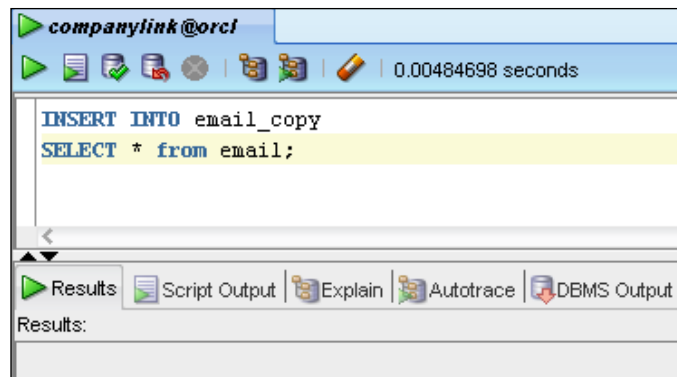 companylink@orcl
0.00484698 seconds
INSERT INTO email_copy
SELECT * from email;
Results Script Output Explain Autotrace DBMS Output
Results: